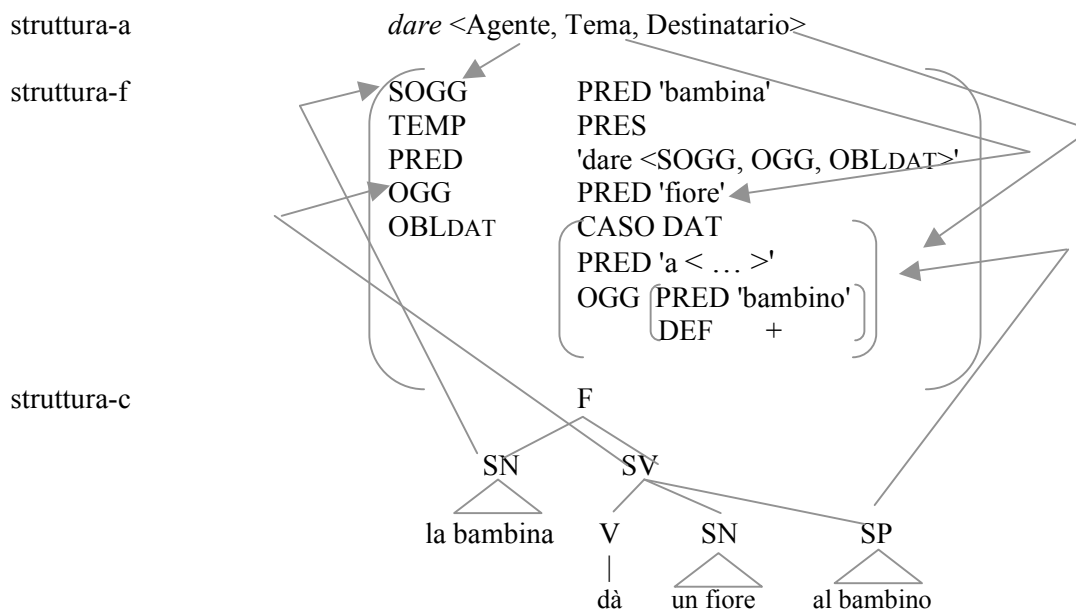 struttura-a dare <Agente, Tema, Destinatario>
struttura-f SOGG PRED 'bambina'
TEMP PRES
PRED 'dare <SOGG, OGG, OBLDAT>'
OGG PRED 'fiore'
OBLDAT CASO DAT
PRED 'a < … >'
OGG PRED 'bambino'
DEF +
struttura-c F
SN SV
la bambina V SN SP
dà un fiore al bambino